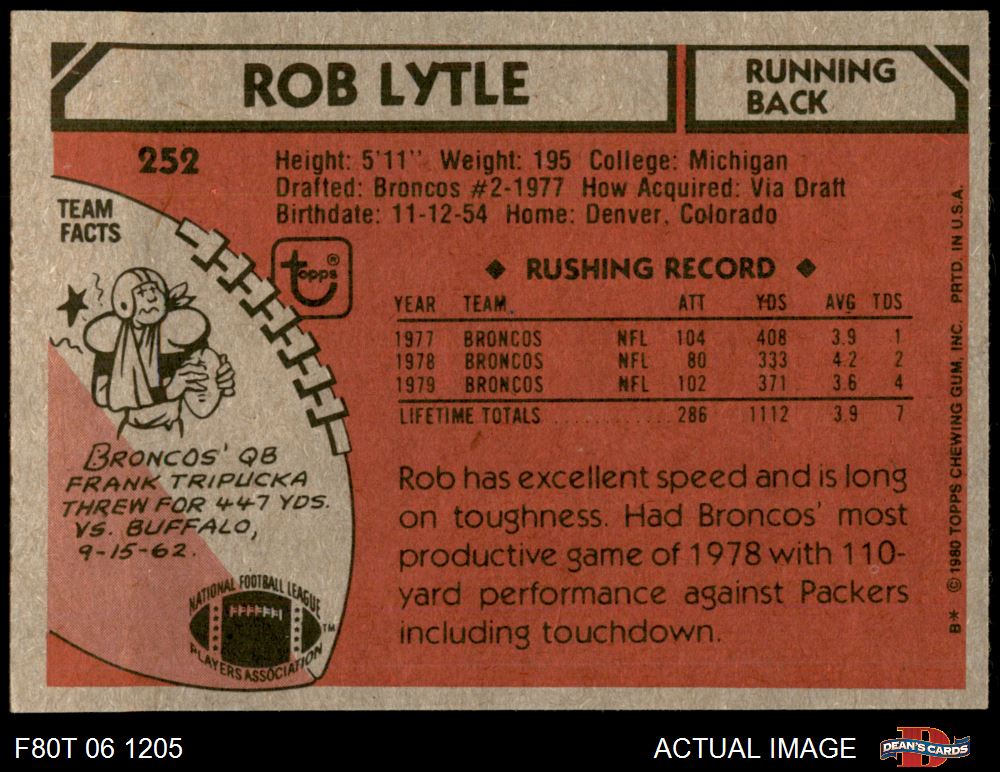 ROB LYTLE
RUNNING
BACK
252
Height: 5'11" Weight: 195 College: Michigan
Drafted: Broncos #2-1977 How Acquired: Via Draft
Birthdate: 11-12-54 Home: Denver, Colorado
TEAM
FACTS
topps®
◆ RUSHING RECORD ◆
YEAR TEAM ATT YDS AVG TDS
1977 BRONCOS NFL 104 408 3.9 1
1978 BRONCOS NFL 80 333 4.2 2
1979 BRONCOS NFL 102 371 3.6 4
LIFETIME TOTALS .......... 286 1112 3.9 7
BRONCOS' QB
FRANK TRIPUCKA
THREW FOR 447 YDS.
VS. BUFFALO,
9-15-62.
Rob has excellent speed and is long
on toughness. Had Broncos' most
productive game of 1978 with 110-
yard performance against Packers
including touchdown.
NATIONAL FOOTBALL LEAGUE
PLAYERS ASSOCIATION
TM
B* © 1980 TOPPS CHEWING GUM, INC. PRTD. IN U.S.A.
F80T 06 1205
ACTUAL IMAGE
D
DEAN'S CARDS